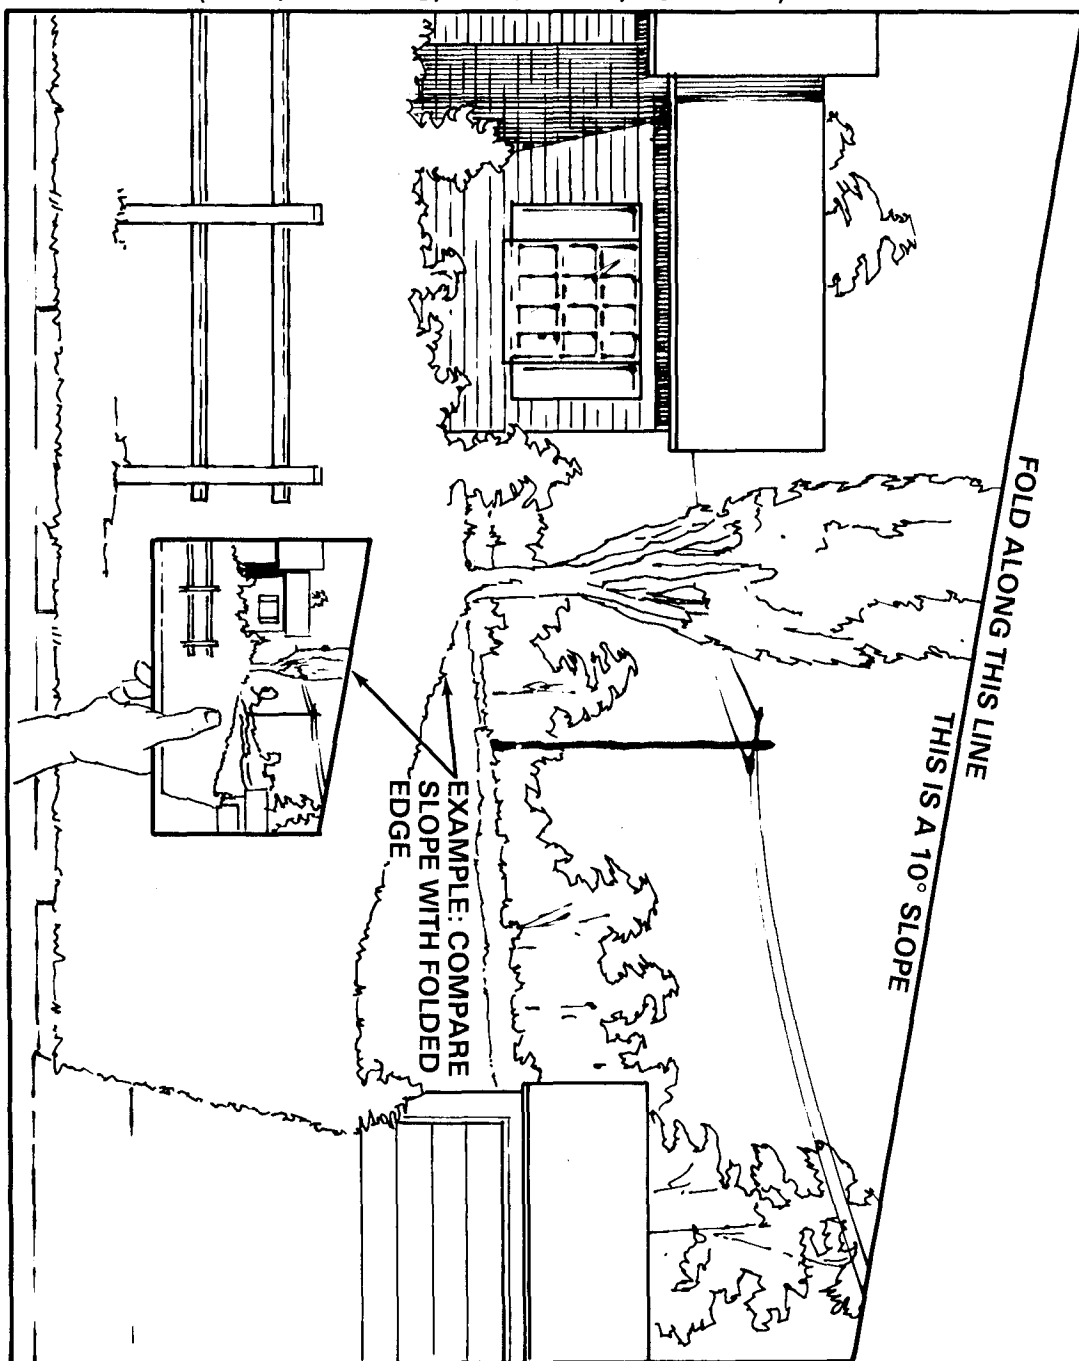 FOLD ALONG THIS LINE
THIS IS A 10° SLOPE
EXAMPLE: COMPARE
SLOPE WITH FOLDED
EDGE